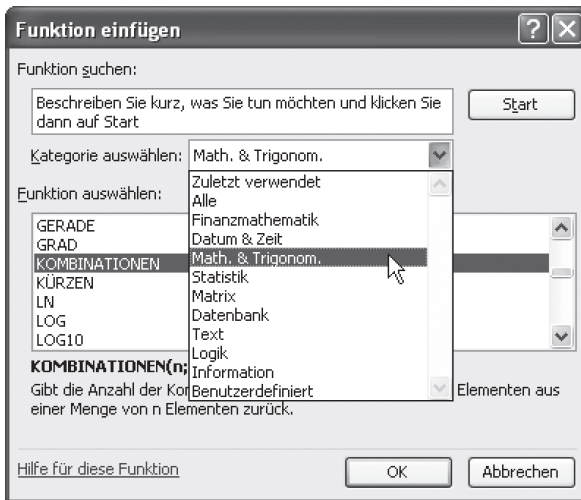 Funktion einfügen
Funktion suchen:
Beschreiben Sie kurz, was Sie tun möchten und klicken Sie
dann auf Start
Start
Kategorie auswählen: Math. & Trigonom.
Zuletzt verwendet
Alle
Finanzmathematik
Datum & Zeit
Math. & Trigonom.
Statistik
Matrix
Datenbank
Text
Logik
Information
Benutzerdefiniert
Funktion auswählen:
GERADE
GRAD
KOMBINATIONEN
KÜRZEN
LN
LOG
LOG10
KOMBINATIONEN(n;
Gibt die Anzahl der Elementen aus
einer Menge von n Elementen zurück.
Hilfe für diese Funktion
OK
Abbrechen